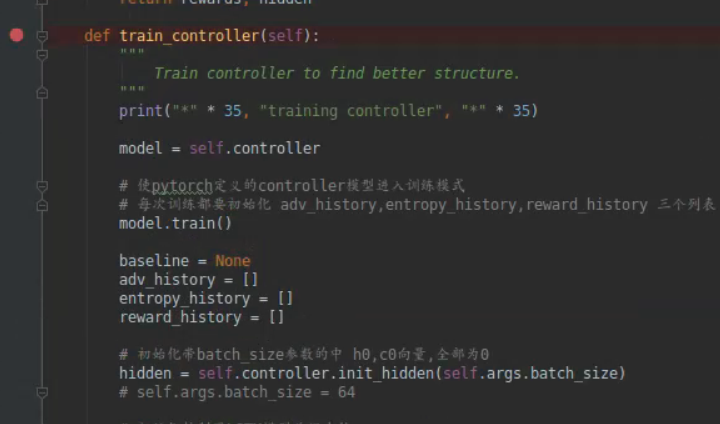 return rewards, hidden
def train_controller(self):
"""
Train controller to find better structure.
"""
print("*" * 35, "training controller", "*" * 35)
model = self.controller
# 使pytorch定义的controller模型进入训练模式
# 每次训练都要初始化 adv_history,entropy_history,reward_history 三个列表
model.train()
baseline = None
adv_history = []
entropy_history = []
reward_history = []
# 初始化带batch_size参数的中 h0,c0向量,全部为0
hidden = self.controller.init_hidden(self.args.batch_size)
# self.args.batch_size = 64